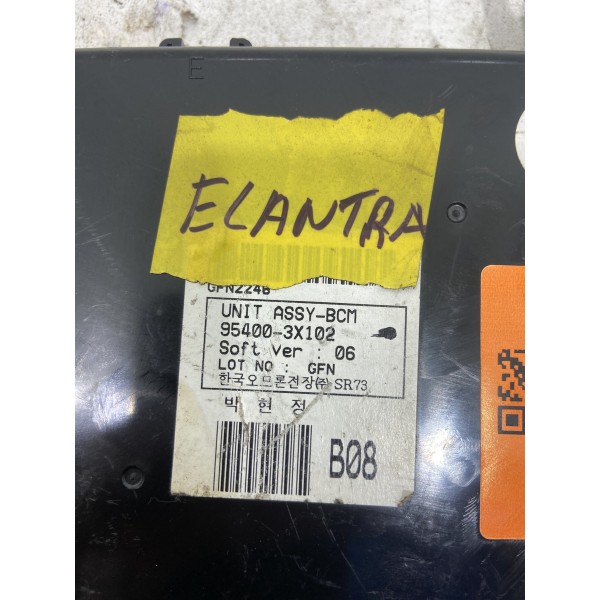 E
ELANTRA
GFN2246
UNIT ASSY-BCM
95400-3X102
Soft Ver : 06
LOT NO : GFN
한국오므론전장(주) SR73
박 현 정
B08